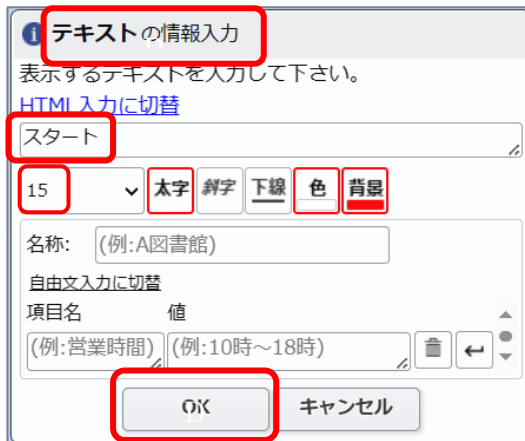 テキストの情報入力
表示するテキストを入力して下さい。
HTML入力に切替
スタート
15 太字 斜字 下線 色 背景
名称: (例:A図書館)
自由文入力に切替
項目名 値
(例:営業時間) (例:10時～18時)
OK キャンセル